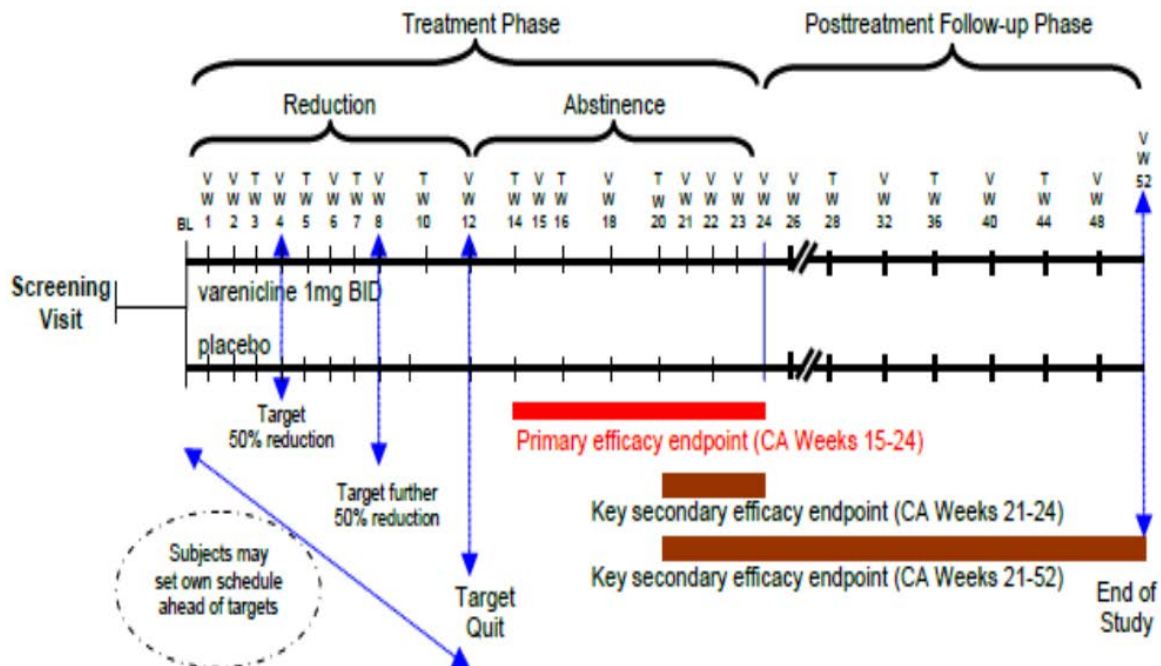 Treatment Phase
Posttreatment Follow-up Phase
Reduction
Abstinence
V
W
52
V V T V T V T V T V T V T V T V V V V V T V T V T V
W W W W W W W W W W W W W W W W W W W W W W W W W W
BL 1 2 3 4 5 6 7 8 10 12 14 15 16 18 20 21 22 23 24 26 28 32 36 40 44 48
Screening
Visit
varenicline 1mg BID
placebo
Target
50% reduction
Primary efficacy endpoint (CA Weeks 15-24)
Target further
50% reduction
Key secondary efficacy endpoint (CA Weeks 21-24)
Subjects may
set own schedule
ahead of targets
Key secondary efficacy endpoint (CA Weeks 21-52)
Target
Quit
End of
Study